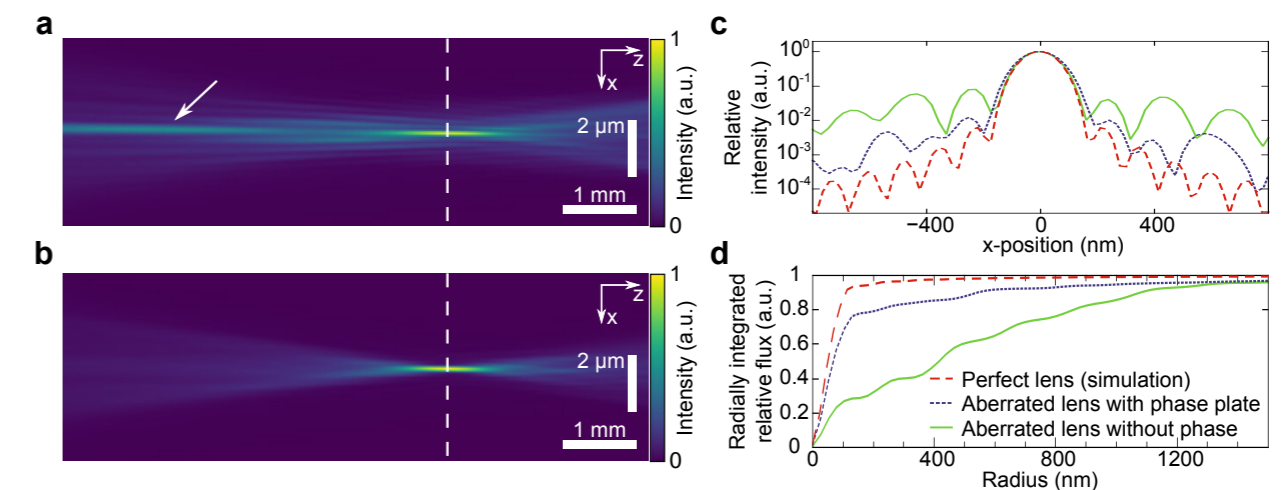 a
z
x
2 µm
1 mm
1
0
Intensity (a.u.)
b
z
x
2 µm
1 mm
1
0
Intensity (a.u.)
c
10⁰
10⁻¹
10⁻²
10⁻³
10⁻⁴
Relative
intensity (a.u.)
−400 0 400
x-position (nm)
d
1
0.8
0.6
0.4
0.2
0
Radially integrated
relative flux (a.u.)
Perfect lens (simulation)
Aberrated lens with phase plate
Aberrated lens without phase
0 400 800 1200
Radius (nm)